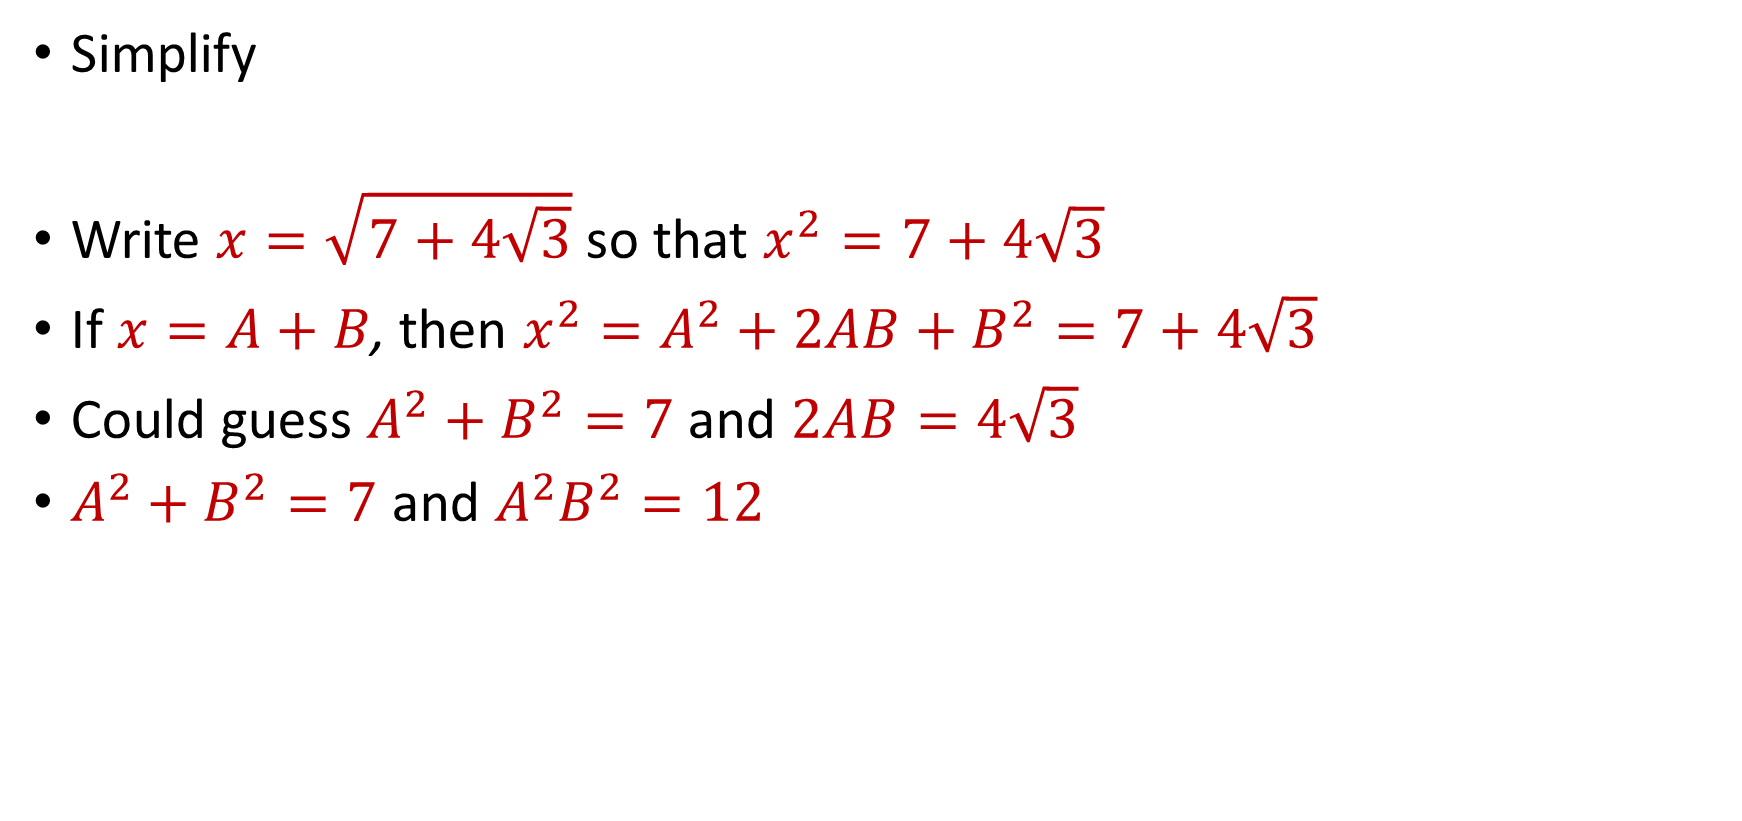 • Simplify
• Write x = √(7 + 4√3) so that x² = 7 + 4√3
• If x = A + B, then x² = A² + 2AB + B² = 7 + 4√3
• Could guess A² + B² = 7 and 2AB = 4√3
• A² + B² = 7 and A²B² = 12